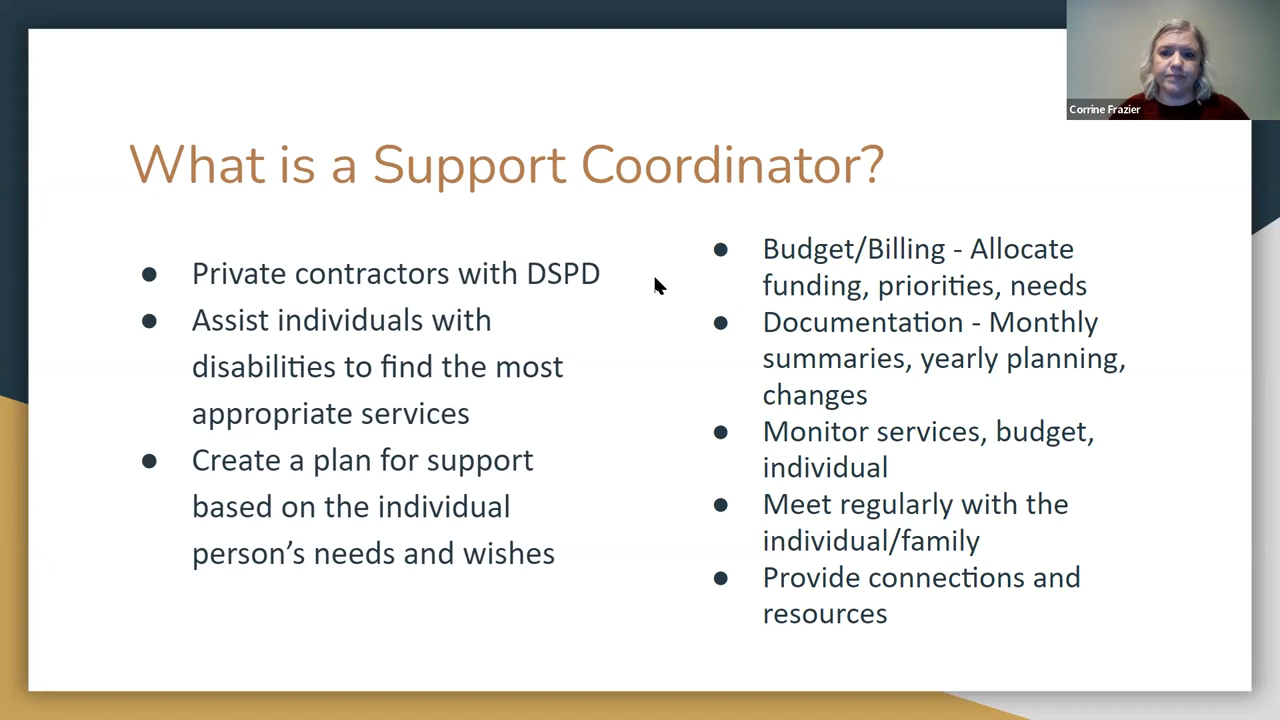 Corrine Frazier
What is a Support Coordinator?
● Private contractors with DSPD
● Assist individuals with
disabilities to find the most
appropriate services
● Create a plan for support
based on the individual
person’s needs and wishes
● Budget/Billing - Allocate
funding, priorities, needs
● Documentation - Monthly
summaries, yearly planning,
changes
● Monitor services, budget,
individual
● Meet regularly with the
individual/family
● Provide connections and
resources